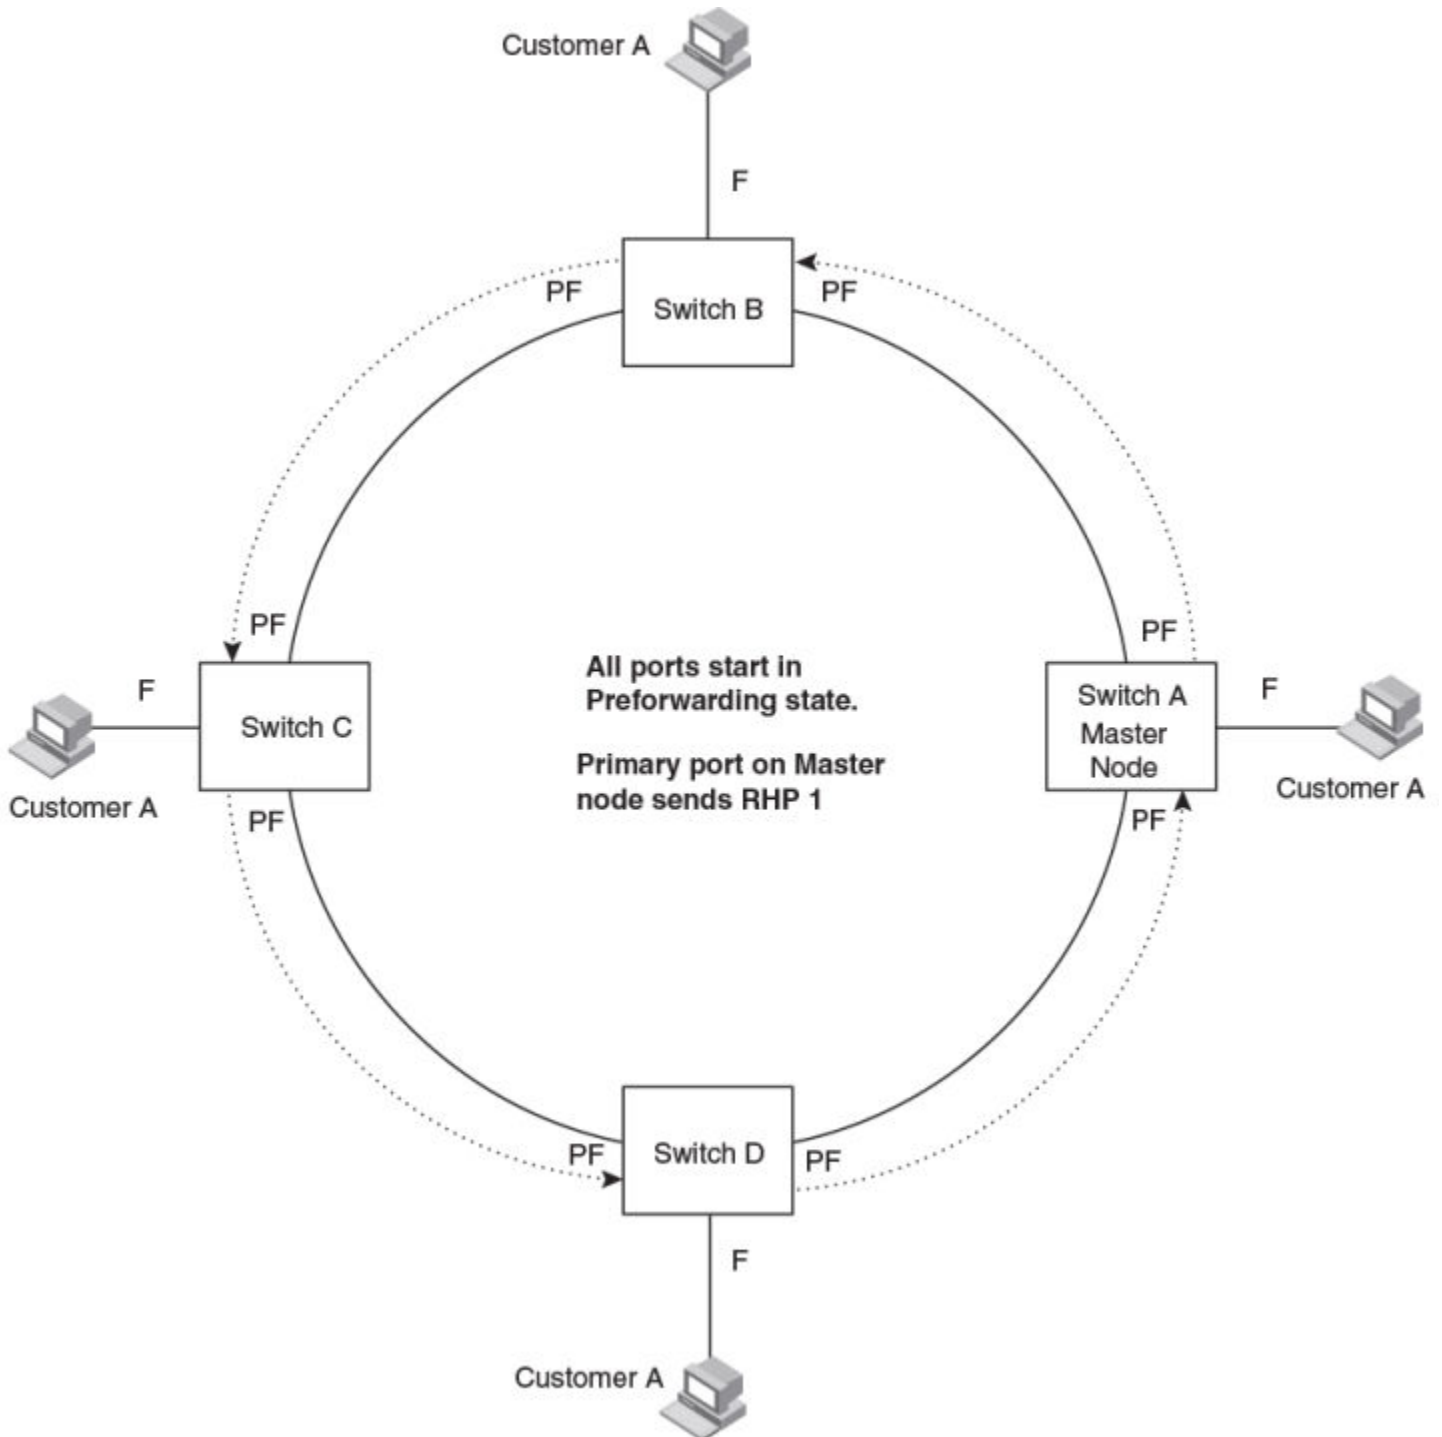 Customer A
F
PF
PF
Switch B
PF
PF
All ports start in
Preforwarding state.
Primary port on Master
node sends RHP 1
F
Switch C
Customer A
Switch A
Master
Node
F
Customer A
PF
PF
PF
Switch D
PF
F
Customer A